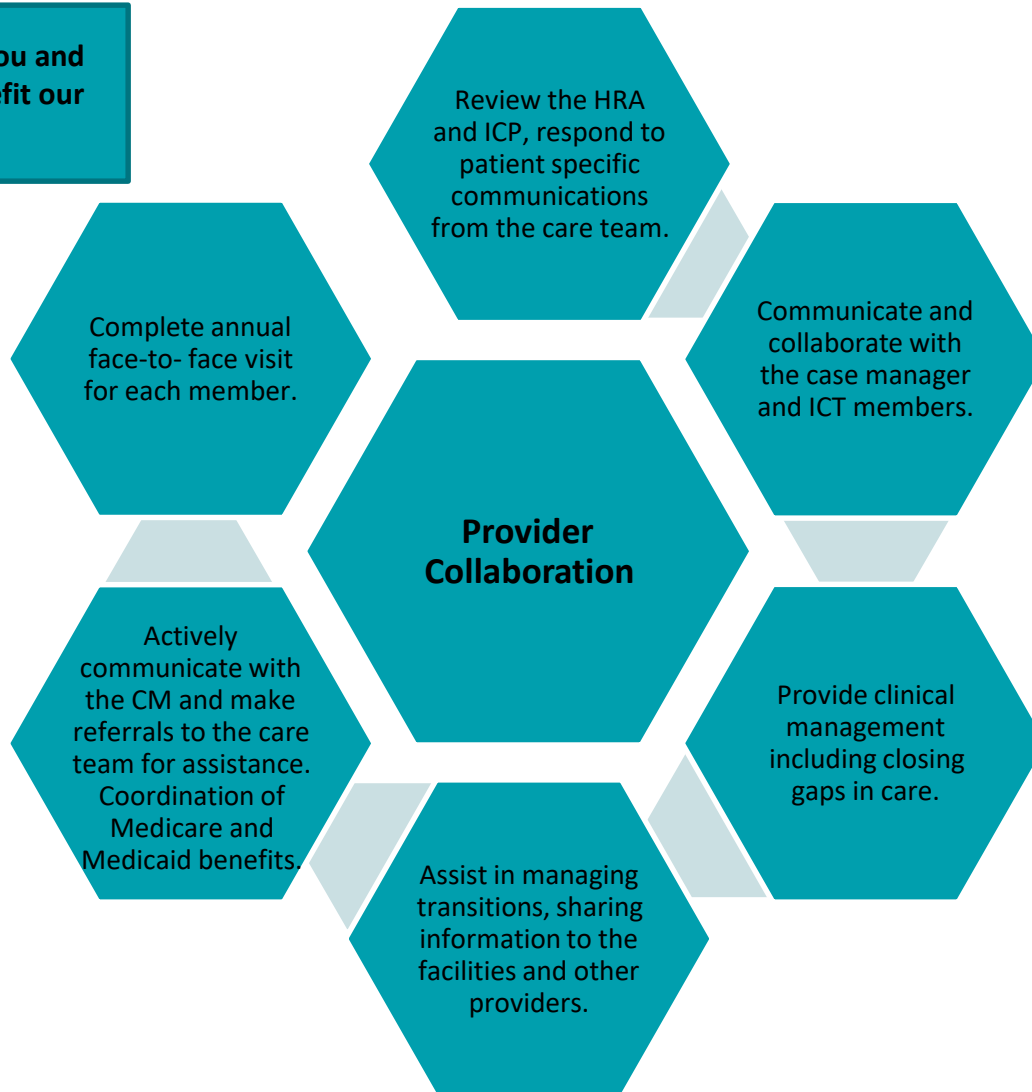 ou and
efit our
Review the HRA
and ICP, respond to
patient specific
communications
from the care team.
Communicate and
collaborate with
the case manager
and ICT members.
Provide clinical
management
including closing
gaps in care.
Assist in managing
transitions, sharing
information to the
facilities and other
providers.
Actively
communicate with
the CM and make
referrals to the care
team for assistance.
Coordination of
Medicare and
Medicaid benefits.
Complete annual
face-to- face visit
for each member.
Provider
Collaboration